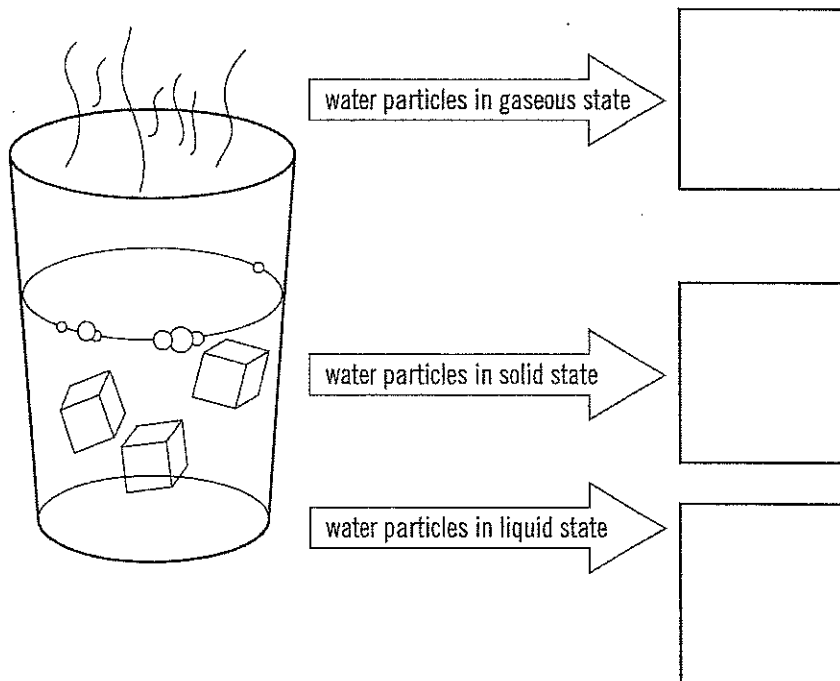 water particles in gaseous state
water particles in solid state
water particles in liquid state